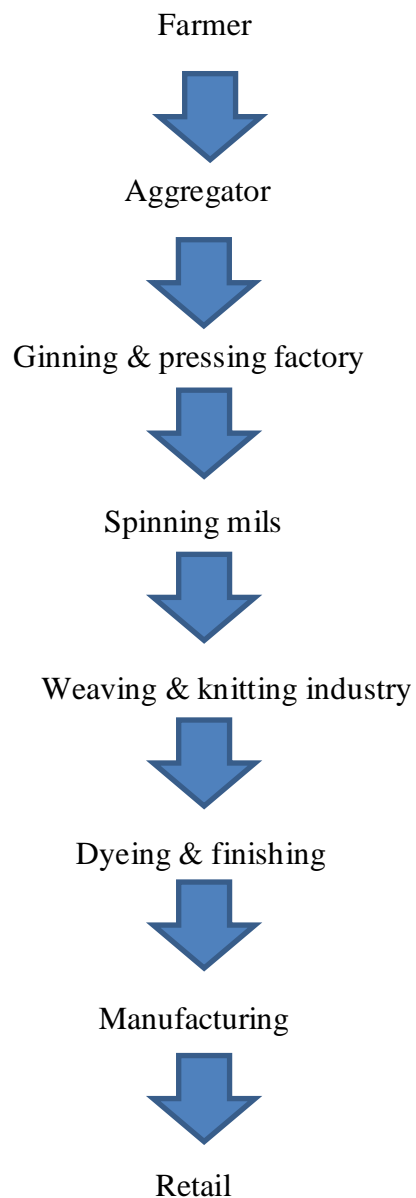 Farmer
Aggregator
Ginning & pressing factory
Spinning mils
Weaving & knitting industry
Dyeing & finishing
Manufacturing
Retail